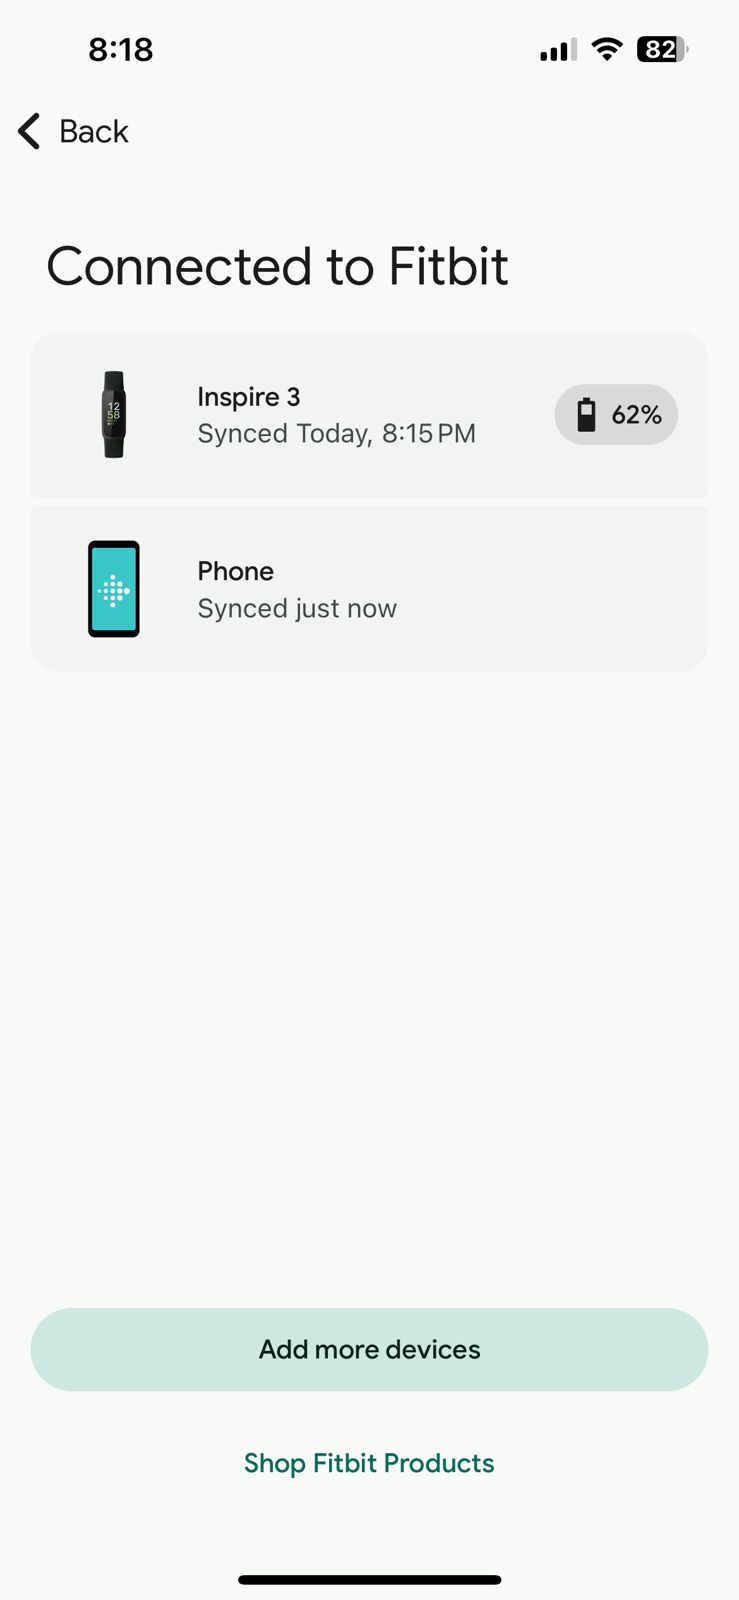 8:18
82
Back
Connected to Fitbit
Inspire 3
Synced Today, 8:15 PM
62%
12
58
Phone
Synced just now
Add more devices
Shop Fitbit Products